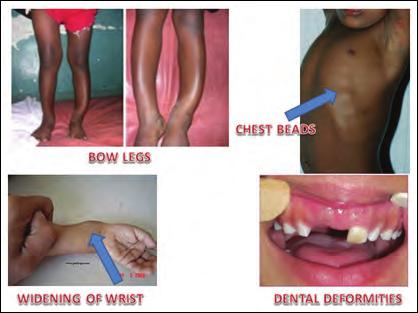 BOW LEGS
CHEST BEADS
WIDENING OF WRIST
DENTAL DEFORMITIES